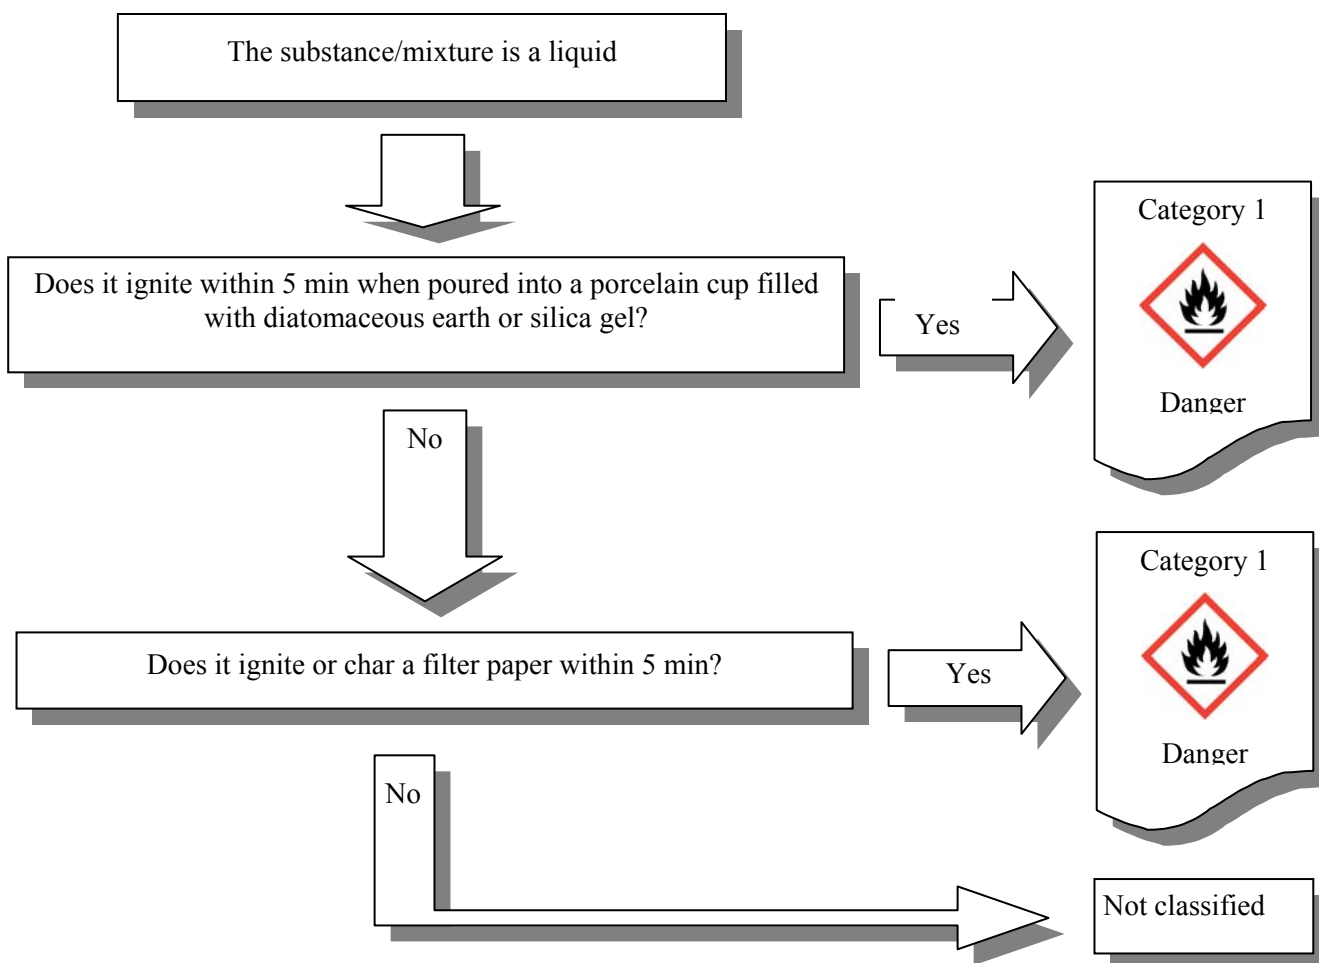 The substance/mixture is a liquid
Does it ignite within 5 min when poured into a porcelain cup filled
with diatomaceous earth or silica gel?
Yes
Category 1
Danger
No
Does it ignite or char a filter paper within 5 min?
Yes
Category 1
Danger
No
Not classified